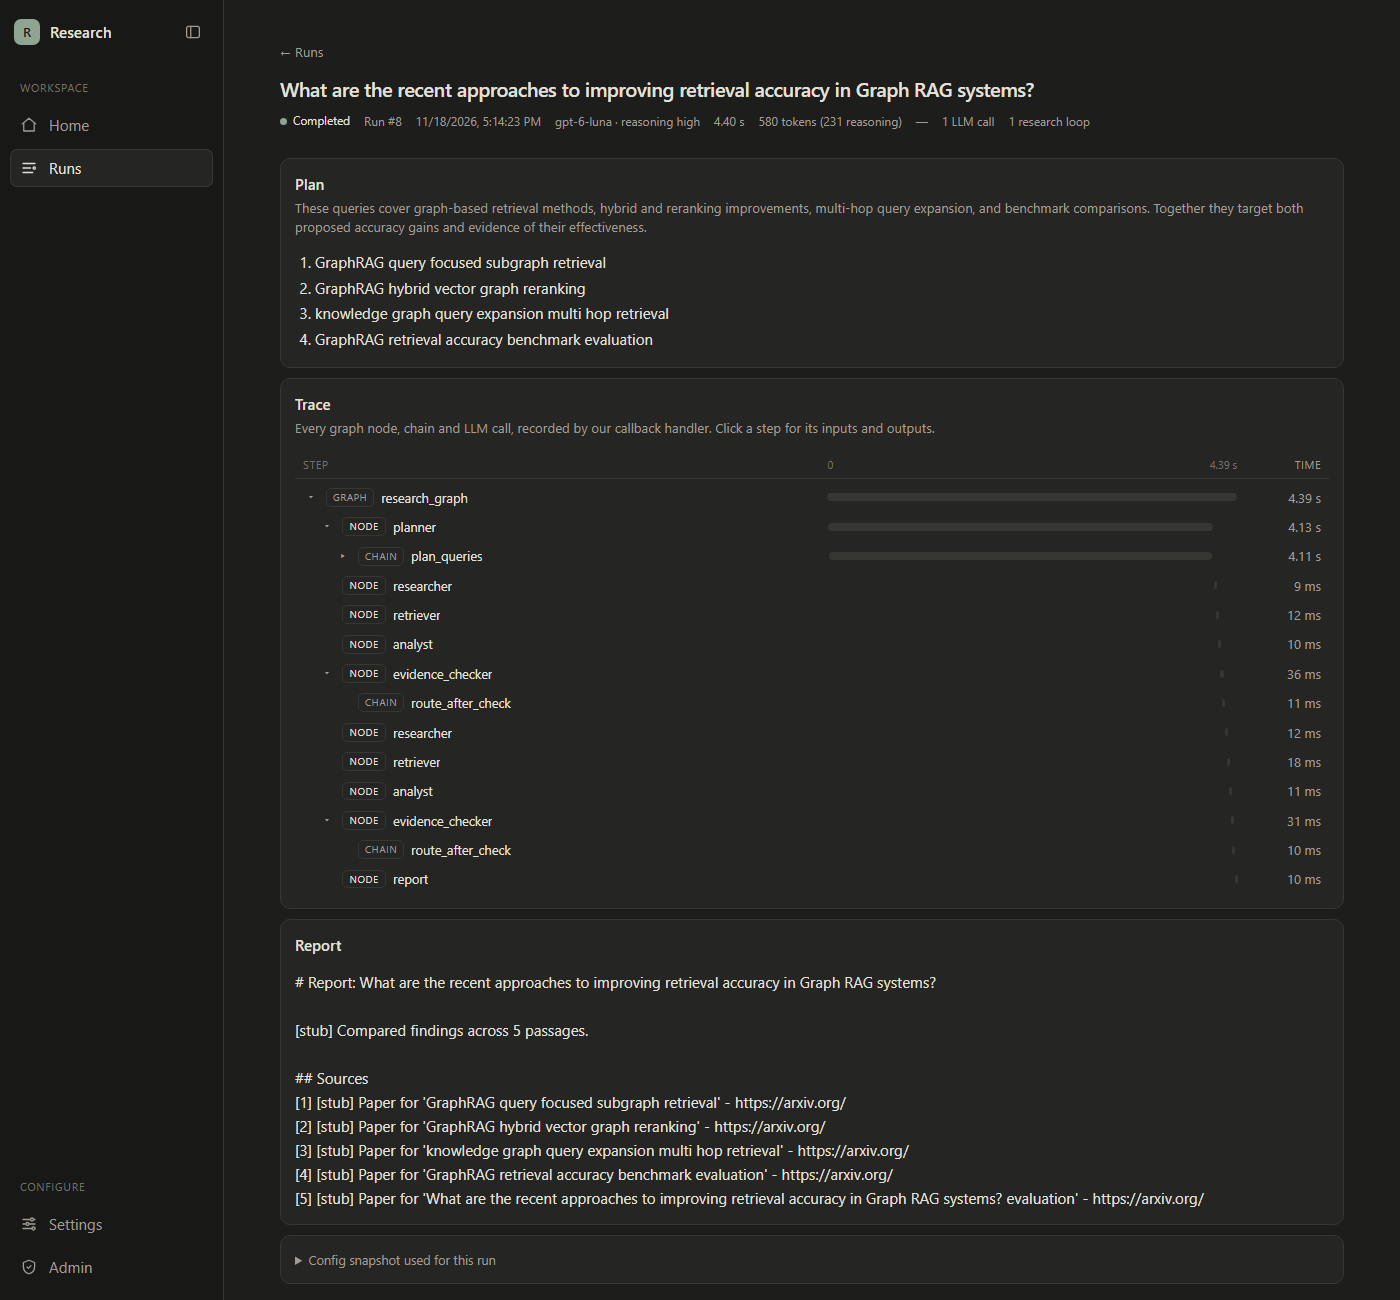 R Research
WORKSPACE
Home
Runs
CONFIGURE
Settings
Admin
← Runs
What are the recent approaches to improving retrieval accuracy in Graph RAG systems?
Completed Run #8 11/18/2026, 5:14:23 PM gpt-6-luna · reasoning high 4.40 s 580 tokens (231 reasoning) — 1 LLM call 1 research loop
Plan
These queries cover graph-based retrieval methods, hybrid and reranking improvements, multi-hop query expansion, and benchmark comparisons. Together they target both
proposed accuracy gains and evidence of their effectiveness.
1. GraphRAG query focused subgraph retrieval
2. GraphRAG hybrid vector graph reranking
3. knowledge graph query expansion multi hop retrieval
4. GraphRAG retrieval accuracy benchmark evaluation
Trace
Every graph node, chain and LLM call, recorded by our callback handler. Click a step for its inputs and outputs.
STEP 0 4.39 s TIME
GRAPH research_graph 4.39 s
NODE planner 4.13 s
CHAIN plan_queries 4.11 s
NODE researcher 9 ms
NODE retriever 12 ms
NODE analyst 10 ms
NODE evidence_checker 36 ms
CHAIN route_after_check 11 ms
NODE researcher 12 ms
NODE retriever 18 ms
NODE analyst 11 ms
NODE evidence_checker 31 ms
CHAIN route_after_check 10 ms
NODE report 10 ms
Report
# Report: What are the recent approaches to improving retrieval accuracy in Graph RAG systems?
[stub] Compared findings across 5 passages.
## Sources
[1] [stub] Paper for 'GraphRAG query focused subgraph retrieval' - https://arxiv.org/
[2] [stub] Paper for 'GraphRAG hybrid vector graph reranking' - https://arxiv.org/
[3] [stub] Paper for 'knowledge graph query expansion multi hop retrieval' - https://arxiv.org/
[4] [stub] Paper for 'GraphRAG retrieval accuracy benchmark evaluation' - https://arxiv.org/
[5] [stub] Paper for 'What are the recent approaches to improving retrieval accuracy in Graph RAG systems? evaluation' - https://arxiv.org/
Config snapshot used for this run